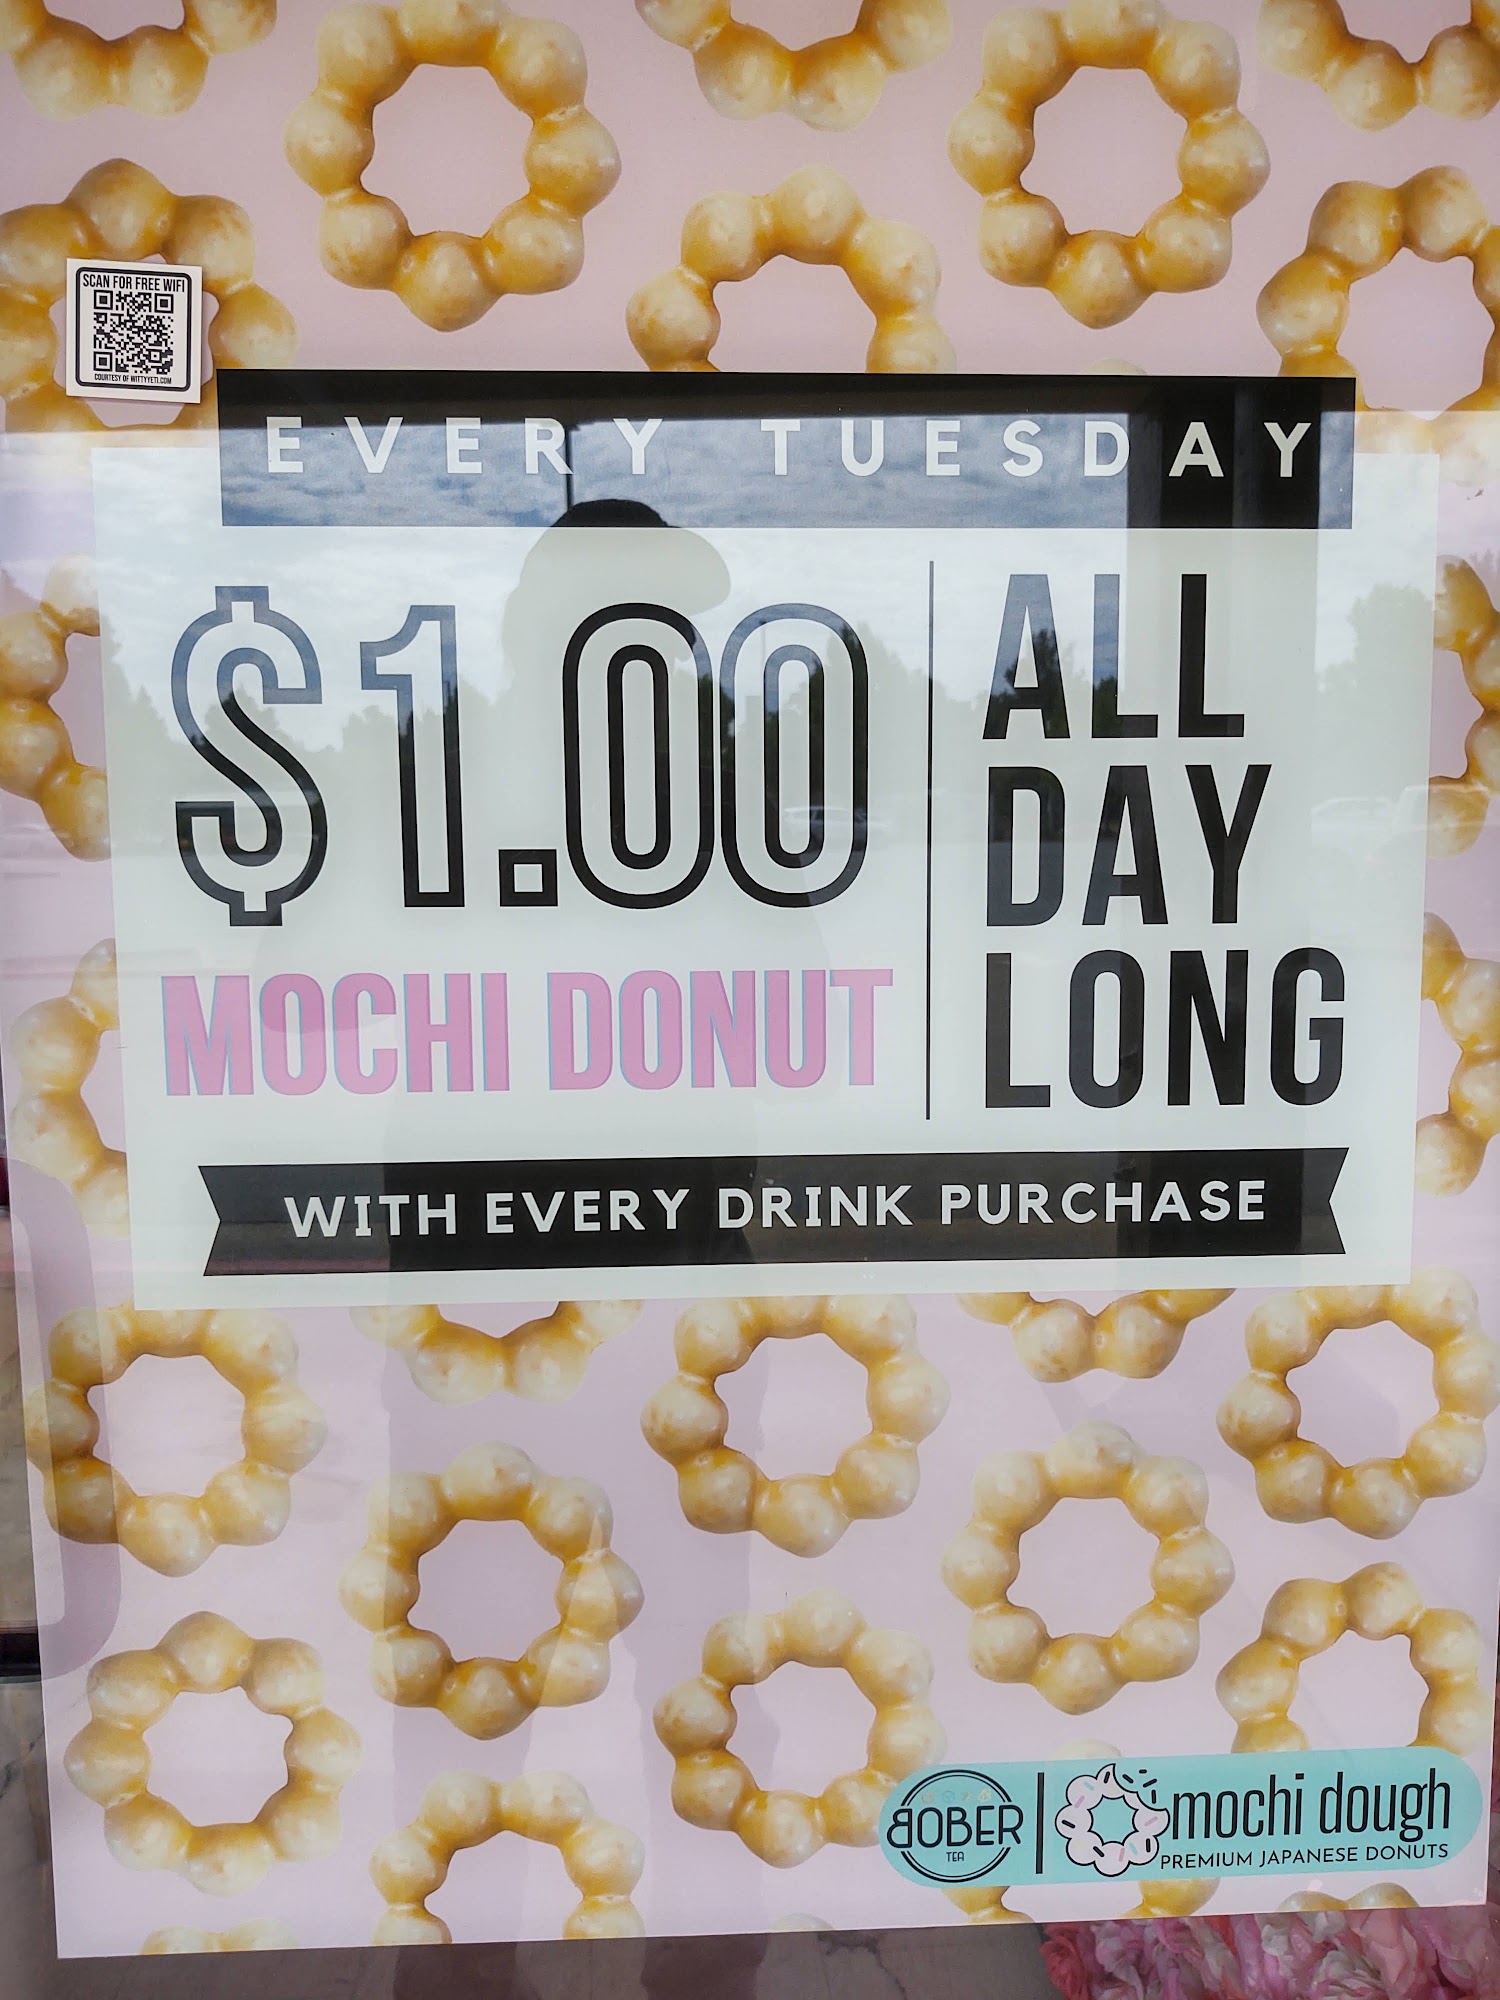 SCAN FOR FREE WIFI
COURTESY OF WITTYYETI.COM
EVERY TUESDAY
$1.00
MOCHI DONUT
ALL
DAY
LONG
WITH EVERY DRINK PURCHASE
BOBER
TEA
mochi dough
PREMIUM JAPANESE DONUTS